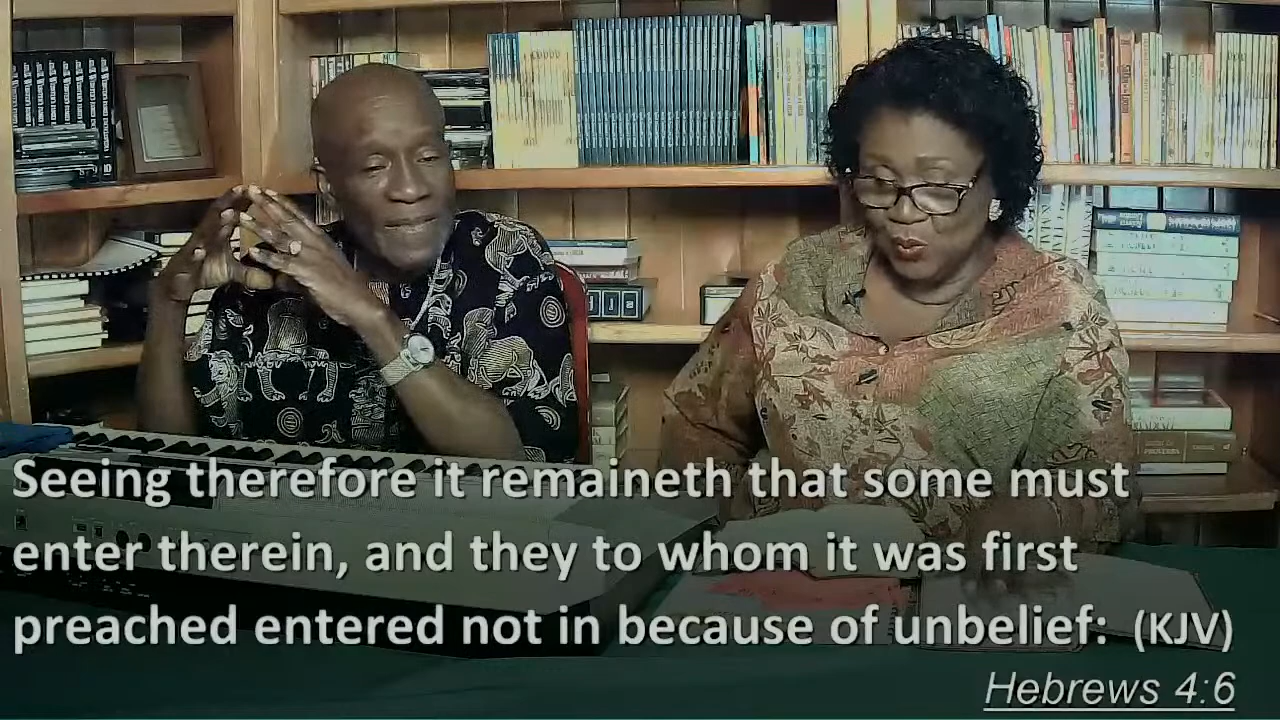 Seeing therefore it remaineth that some must
enter therein, and they to whom it was first
preached entered not in because of unbelief: (KJV)
Hebrews 4:6